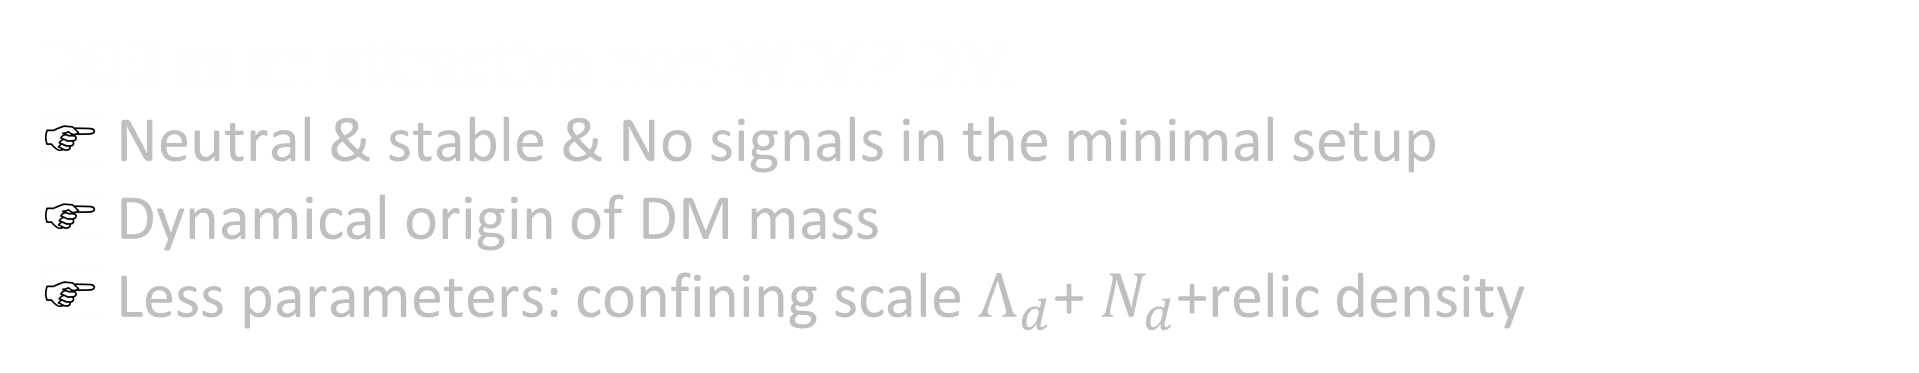 ☞ Neutral & stable & No signals in the minimal setup
☞ Dynamical origin of DM mass
☞ Less parameters: confining scale Λ_d+ N_d+relic density